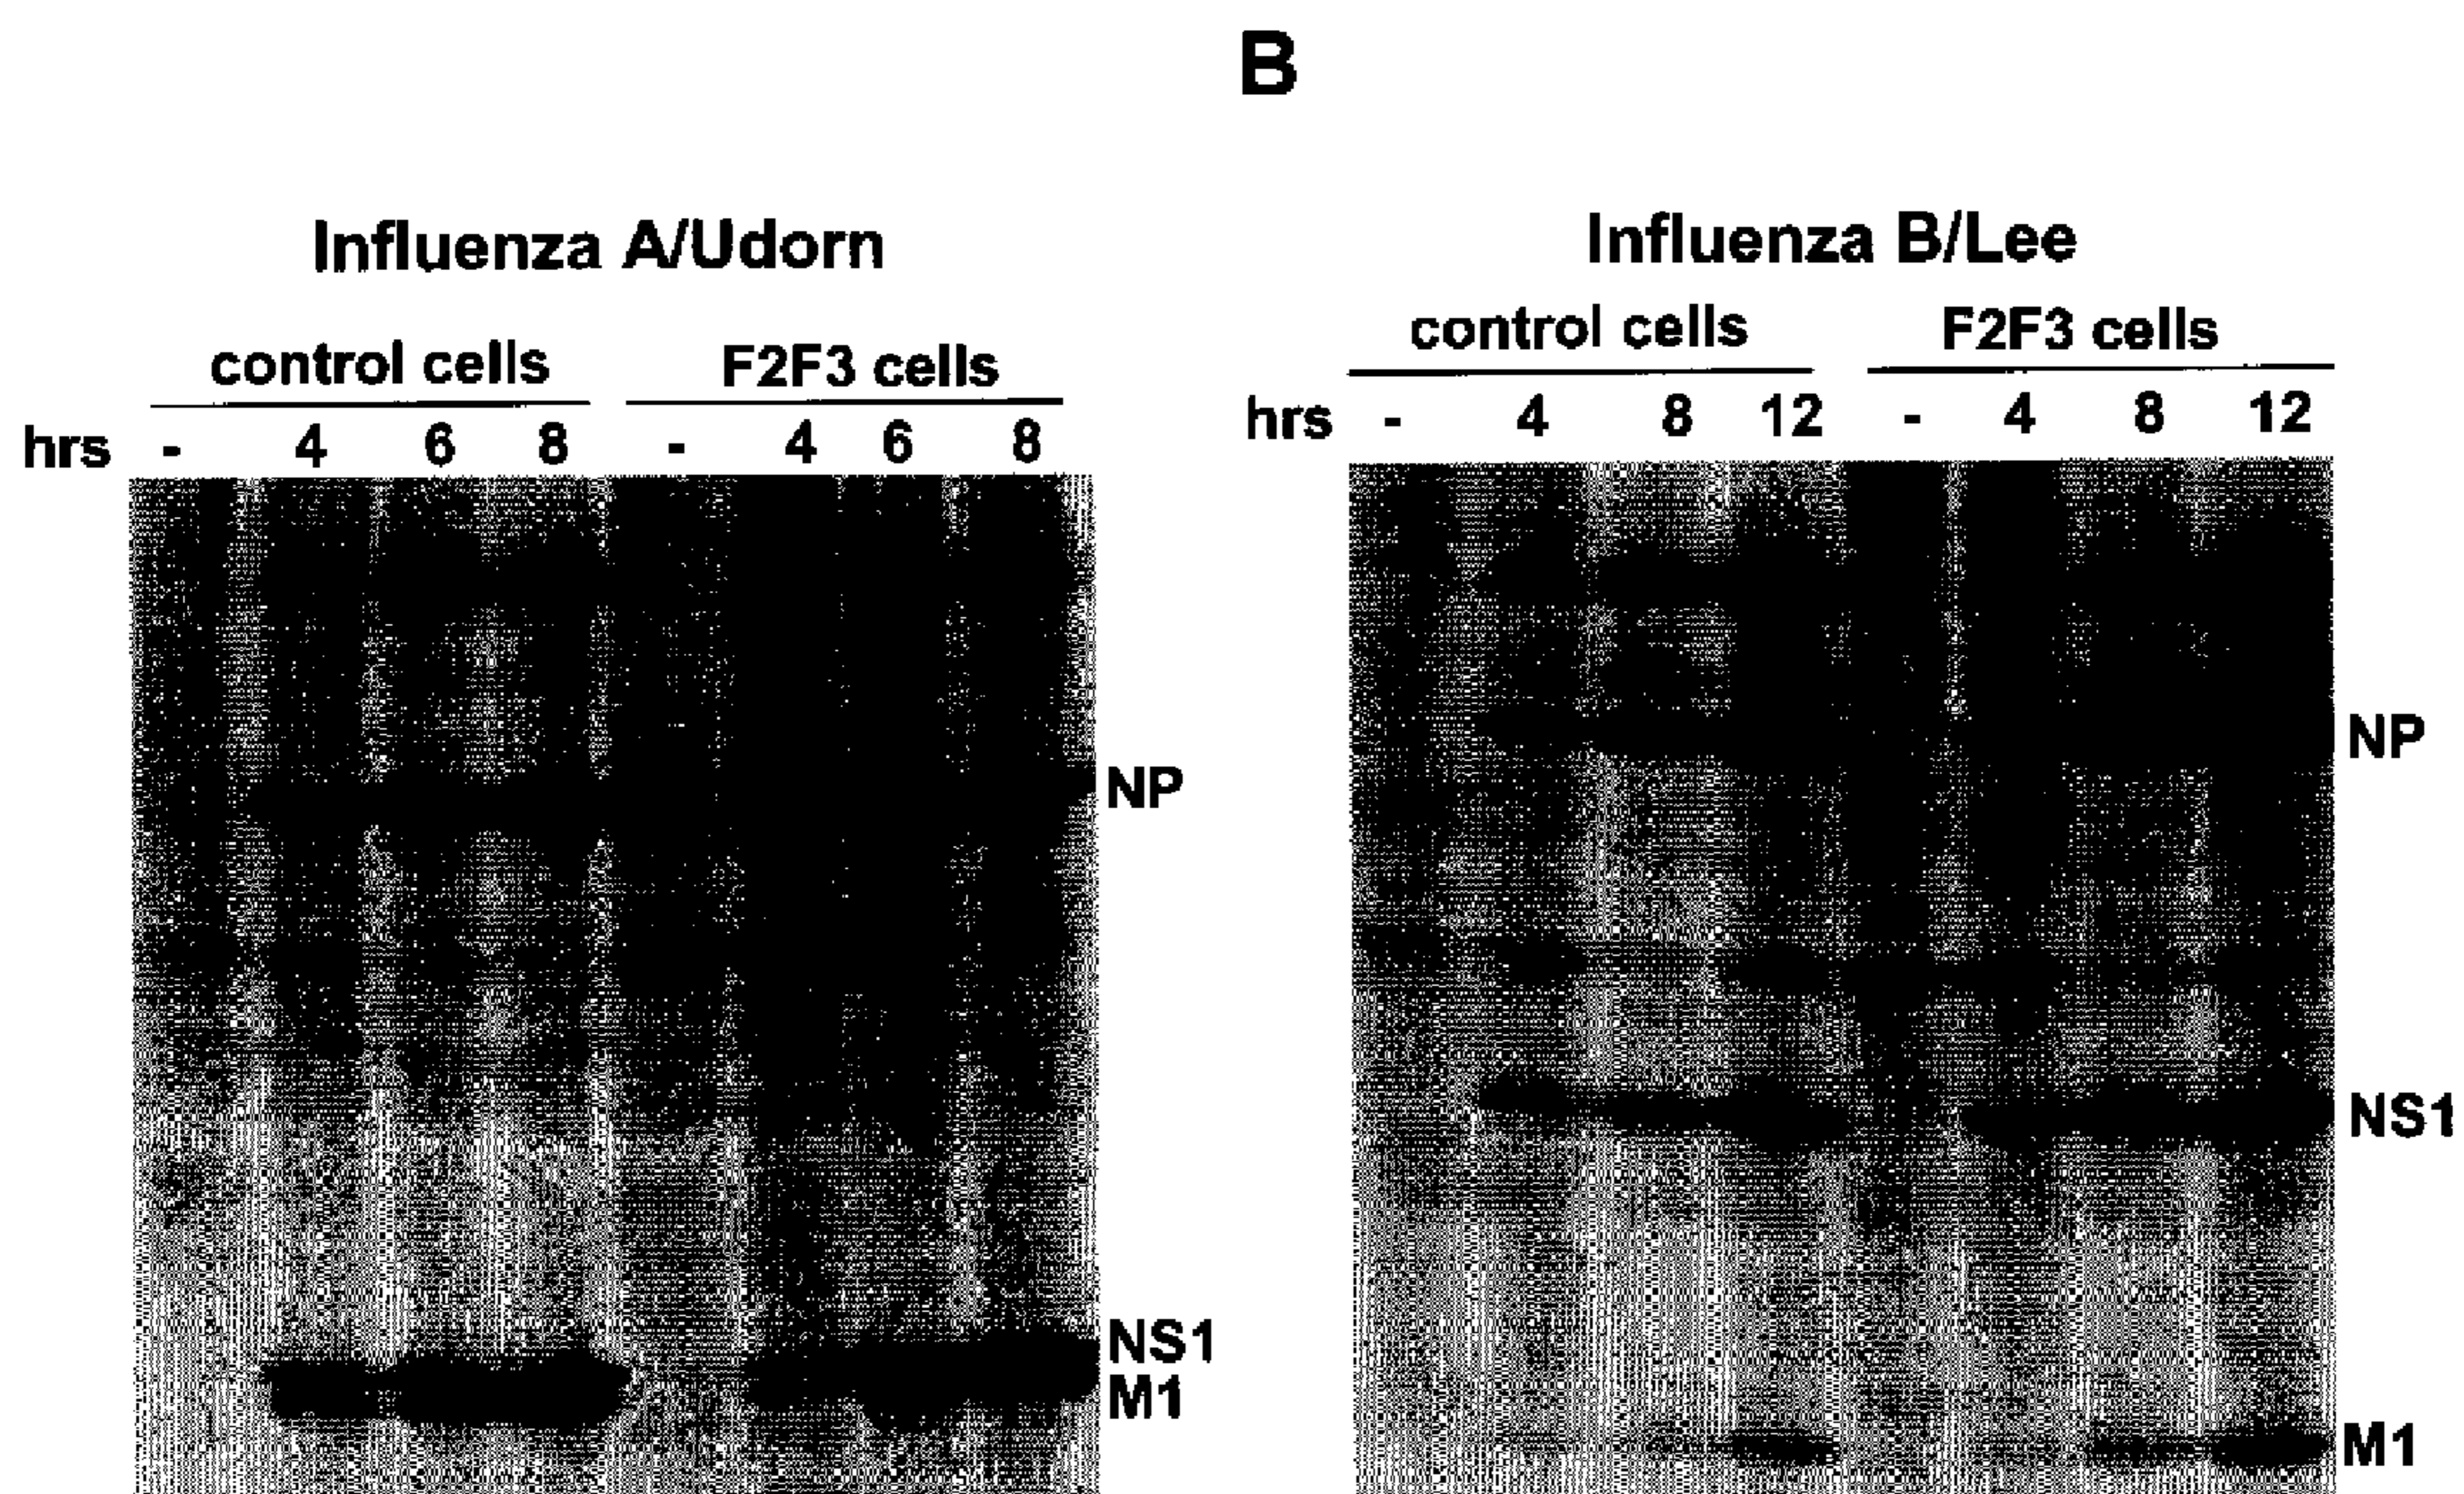 B
Influenza A/Udorn
control cells F2F3 cells
hrs - 4 6 8 - 4 6 8
NP
NS1
M1
Influenza B/Lee
control cells F2F3 cells
hrs - 4 8 12 - 4 8 12
NP
NS1
M1